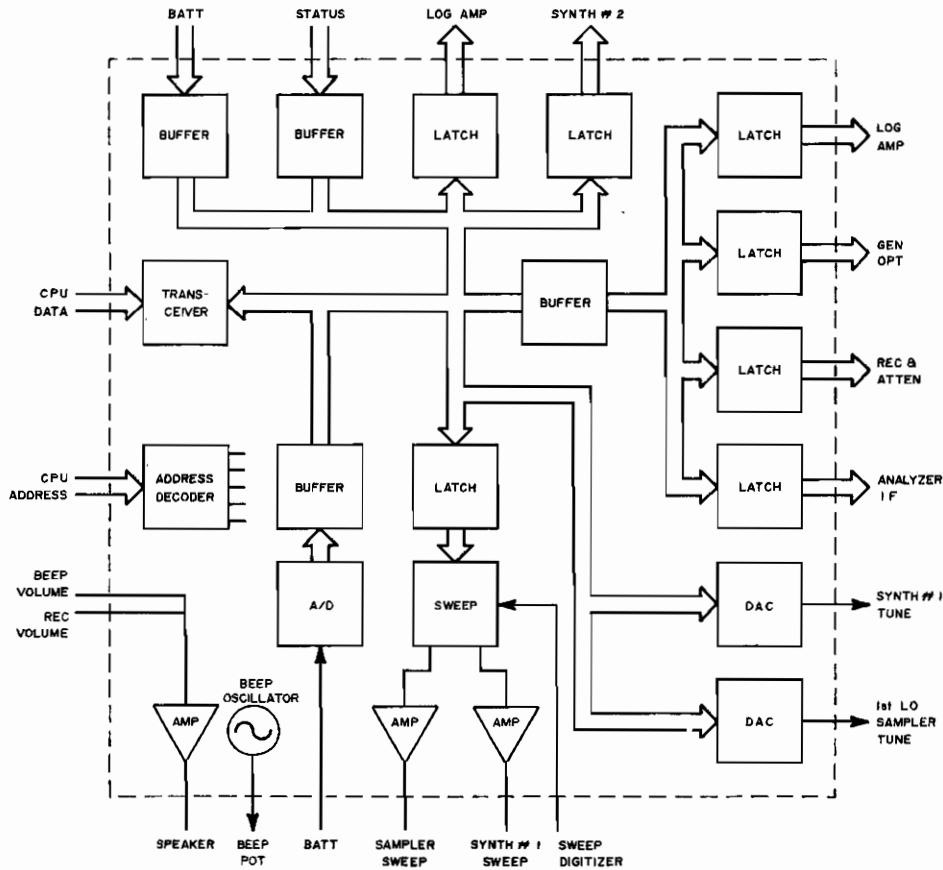 BATT
STATUS
LOG AMP
SYNTH # 2
BUFFER
BUFFER
LATCH
LATCH
LATCH
LOG
AMP
LATCH
GEN
OPT
CPU
DATA
TRANS-
CEIVER
BUFFER
LATCH
REC &
ATTEN
CPU
ADDRESS
ADDRESS
DECODER
BUFFER
LATCH
LATCH
ANALYZER
I F
BEEP
VOLUME
REC
VOLUME
A/D
SWEEP
DAC
SYNTH # 1
TUNE
AMP
BEEP
OSCILLATOR
AMP
AMP
DAC
1st LO
SAMPLER
TUNE
SPEAKER
BEEP
POT
BATT
SAMPLER
SWEEP
SYNTH # 1
SWEEP
SWEEP
DIGITIZER